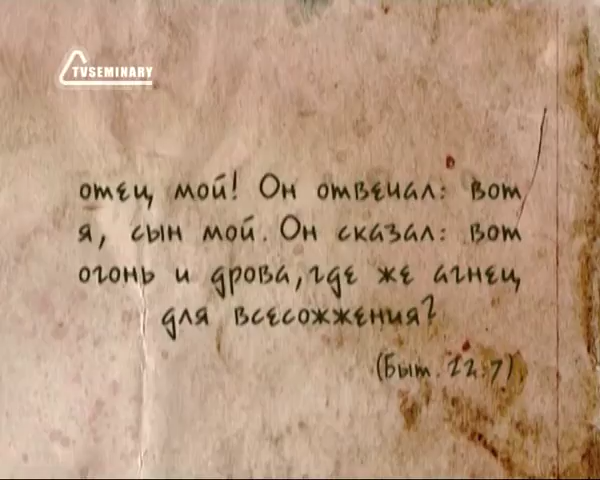 TVSEMINARY
отец мой! Он отвечал: вот
я, сын мой. Он сказал: вот
огонь и дрова, где же агнец
для всесожжения?
(Быт. 22:7)